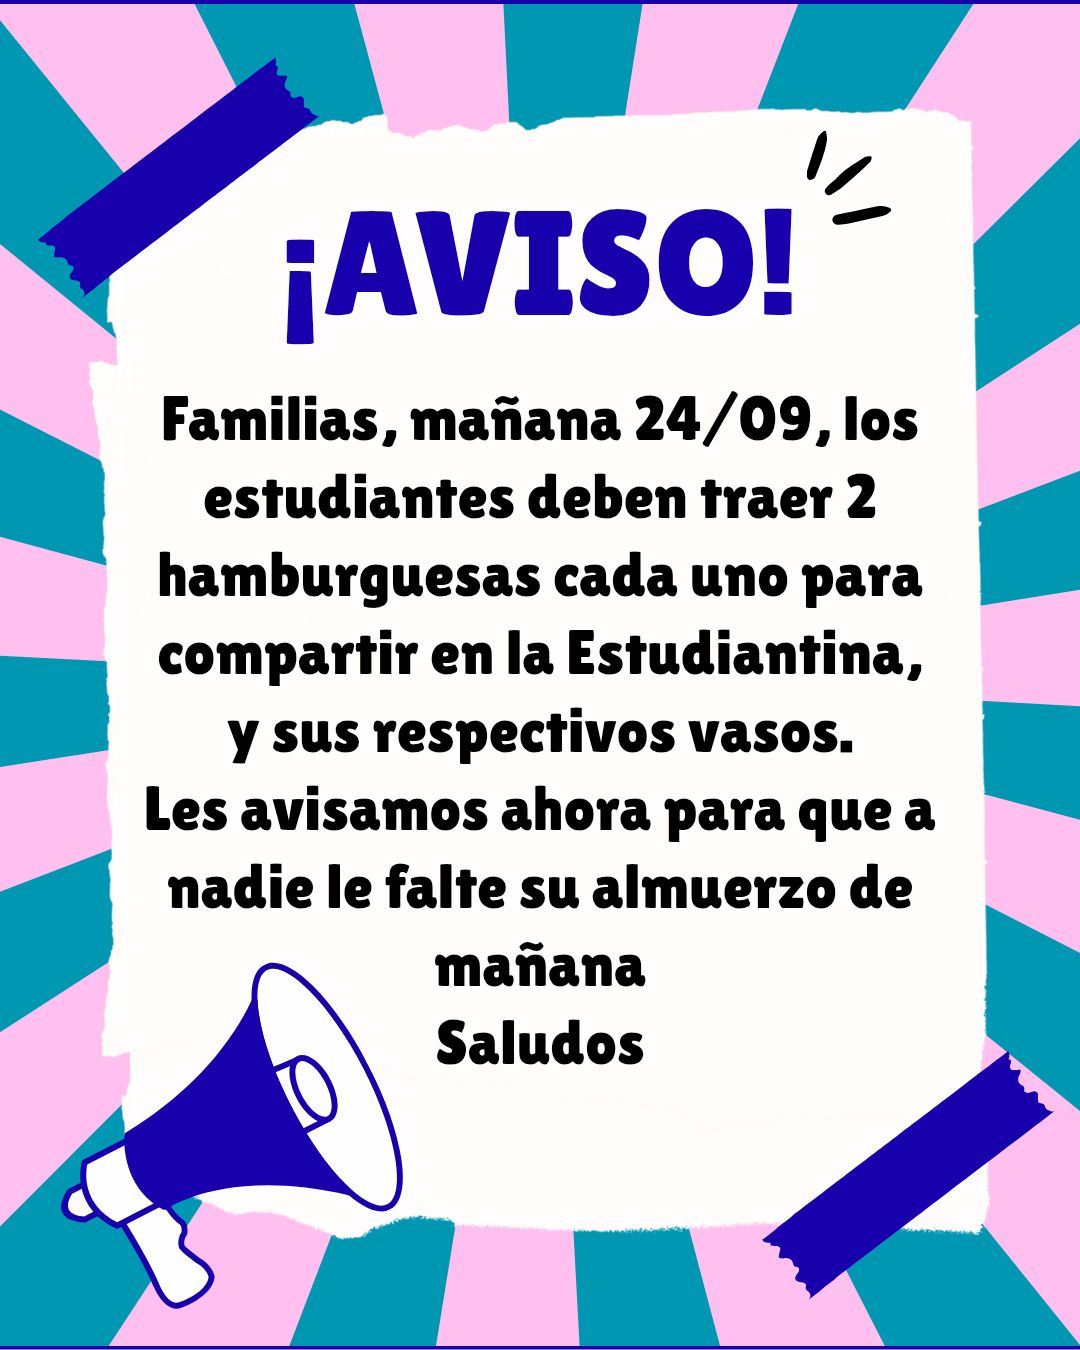 ¡AVISO!
Familias, mañana 24/09, los
estudiantes deben traer 2
hamburguesas cada uno para
compartir en la Estudiantina,
y sus respectivos vasos.
Les avisamos ahora para que a
nadie le falte su almuerzo de
mañana
Saludos